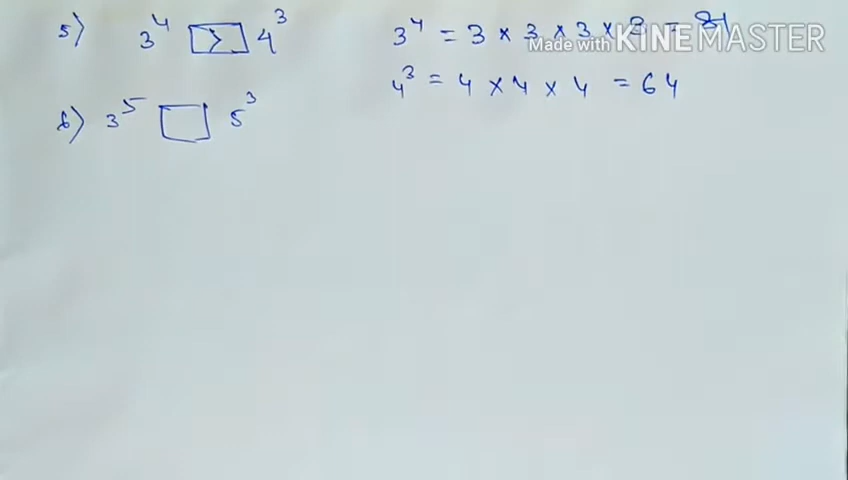 5) 3⁴ > 4³
3⁴ = 3 × 3 × 3 × 3 = 81
4³ = 4 × 4 × 4 = 64
6) 3⁵ □ 5³
Made with KINEMASTER